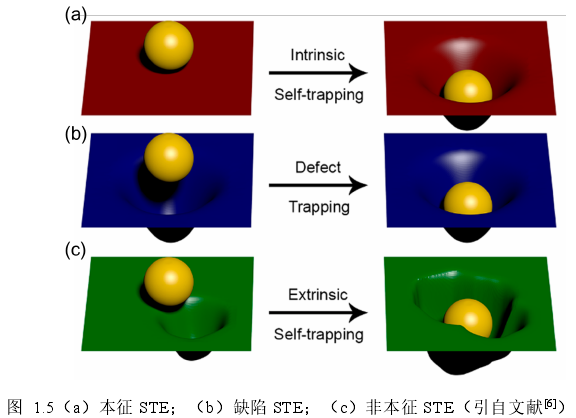 (a)
Intrinsic
Self-trapping
(b)
Defect
Trapping
(c)
Extrinsic
Self-trapping
图 1.5（a）本征 STE；（b）缺陷 STE；（c）非本征 STE（引自文献[6]）